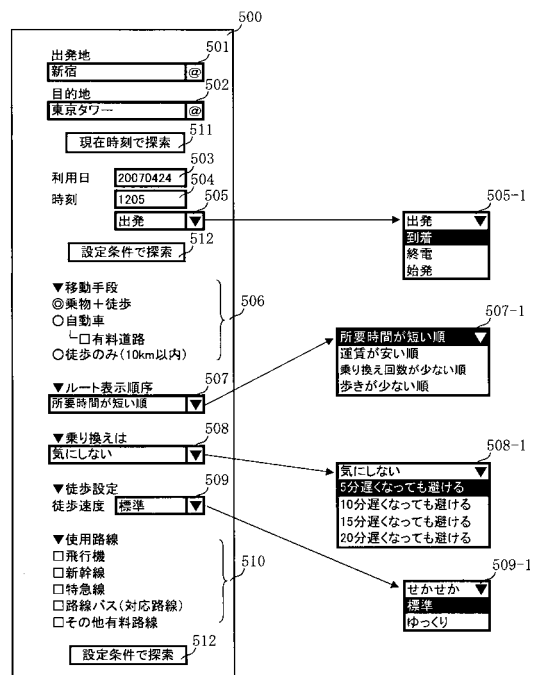 500
出発地
501
新宿
@
502
目的地
東京タワー
@
511
現在時刻で探索
503
利用日
20070424
504
時刻
1205
505
出発 ▼
512
設定条件で探索
▼移動手段
◎乗物+徒歩
○自動車
└□有料道路
○徒歩のみ(10km以内)
506
▼ルート表示順序
507
所要時間が短い順 ▼
▼乗り換えは
508
気にしない ▼
▼徒歩設定
509
徒歩速度 標準 ▼
▼使用路線
□飛行機
□新幹線
□特急線
□路線バス(対応路線)
□その他有料路線
510
512
設定条件で探索
505-1
出発 ▼
到着
終電
始発
507-1
所要時間が短い順 ▼
運賃が安い順
乗り換え回数が少ない順
歩きが少ない順
508-1
気にしない ▼
5分遅くなっても避ける
10分遅くなっても避ける
15分遅くなっても避ける
20分遅くなっても避ける
509-1
せかせか ▼
標準
ゆっくり